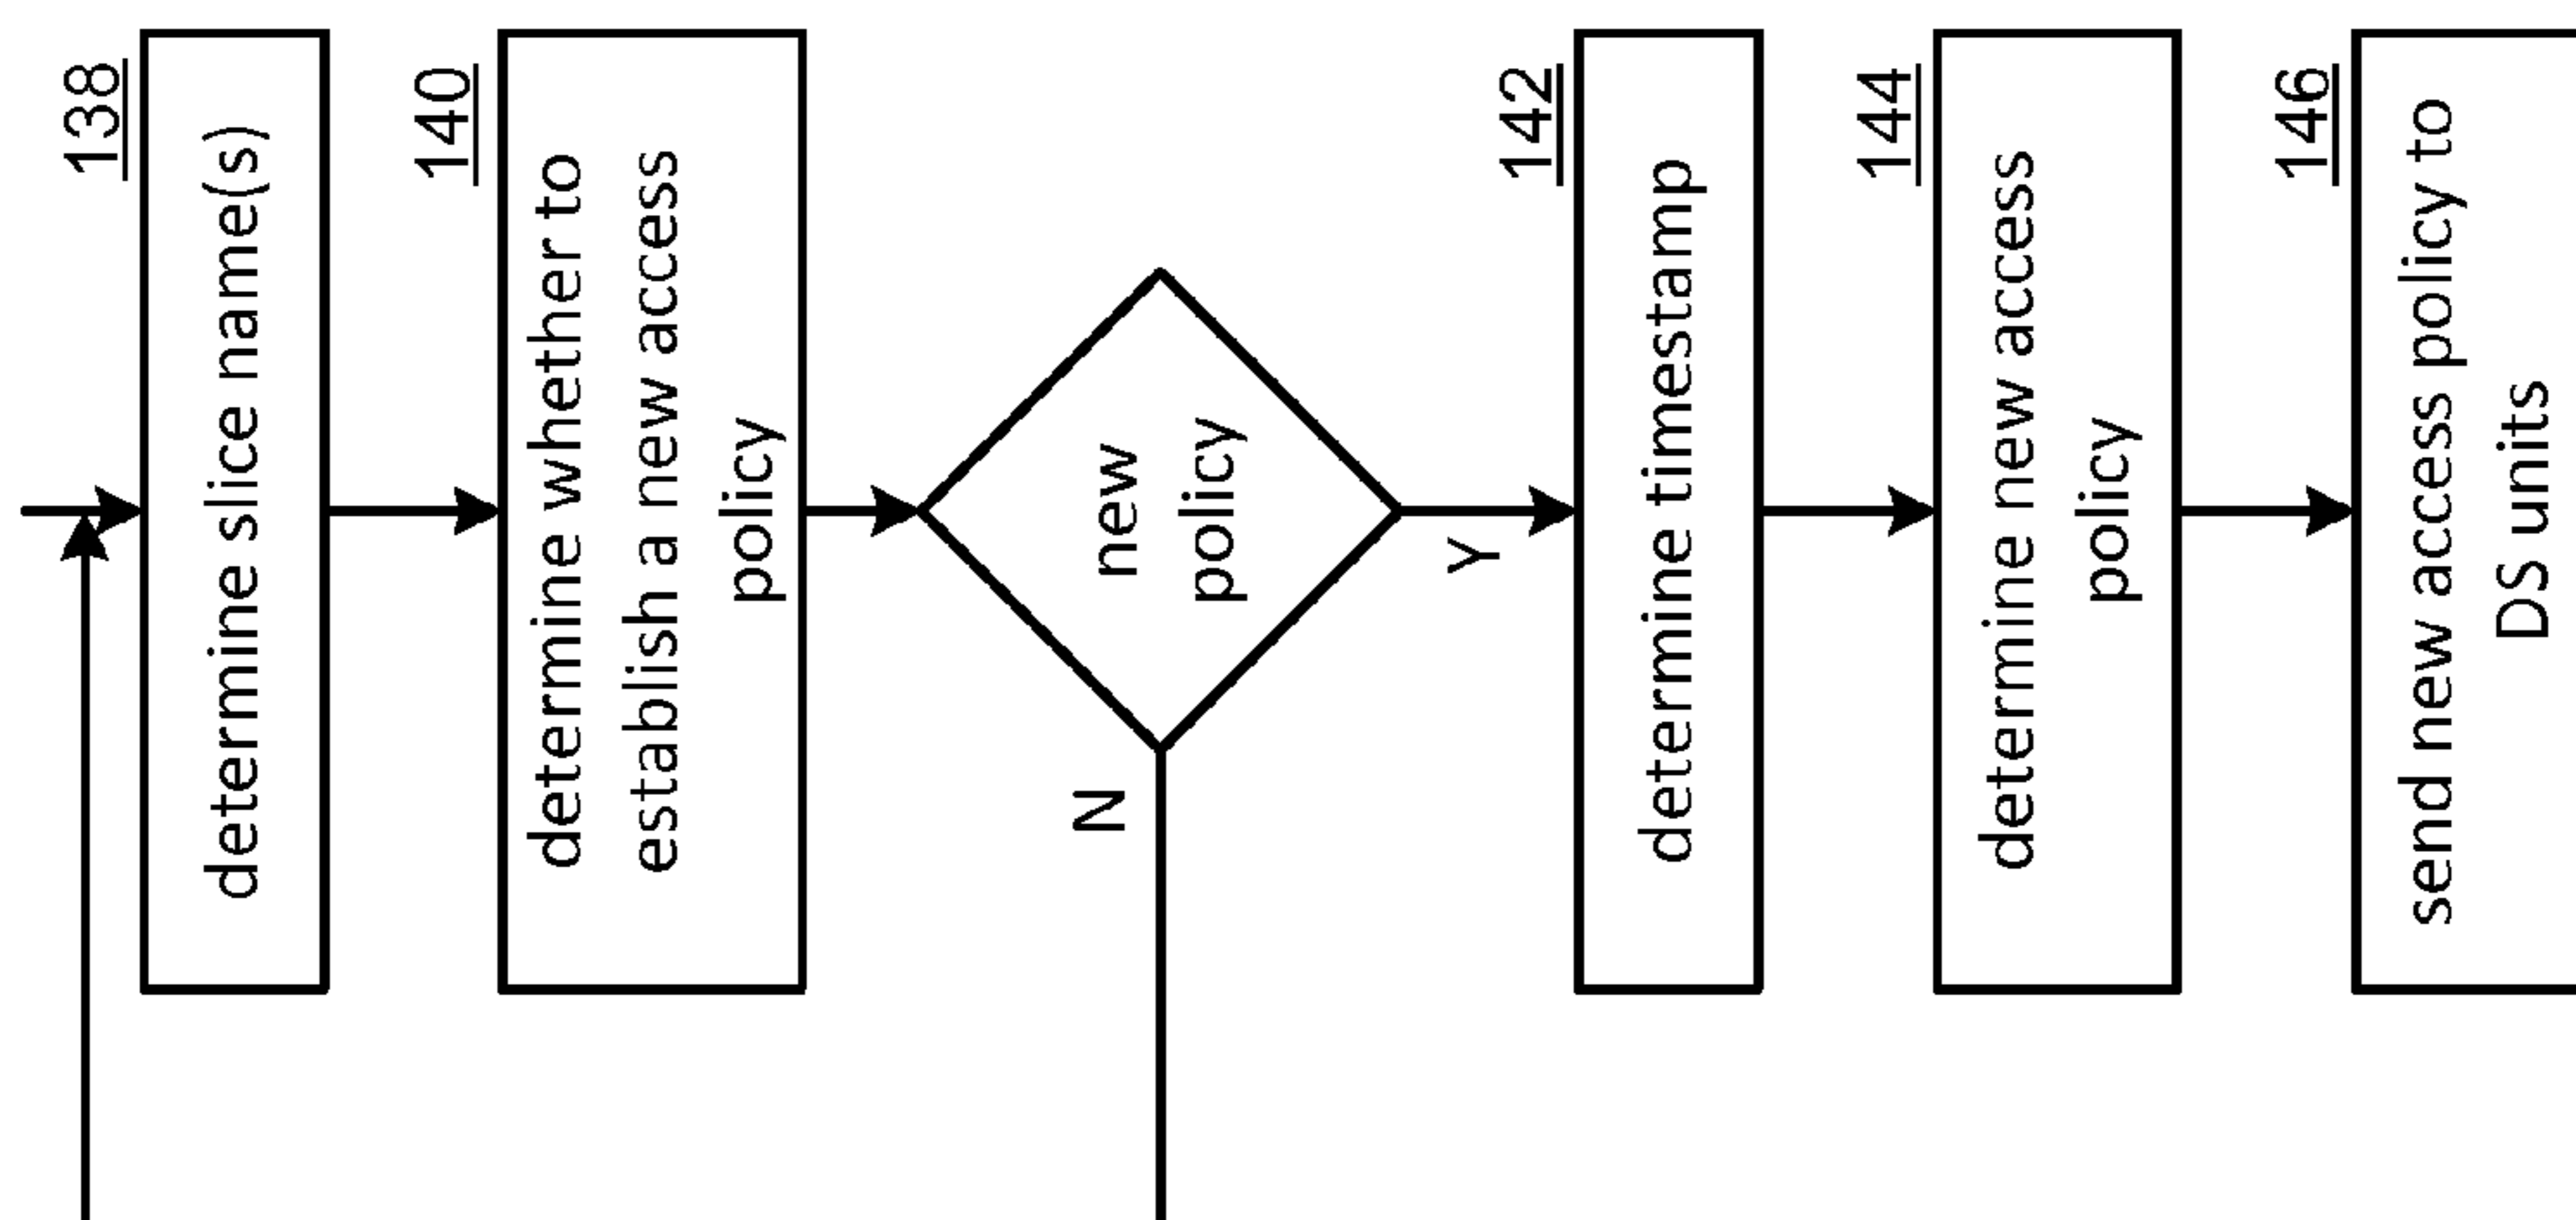 138
determine slice name(s)
140
determine whether to
establish a new access
policy
new
policy
N
Y
142
determine timestamp
144
determine new access
policy
146
send new access policy to
DS units